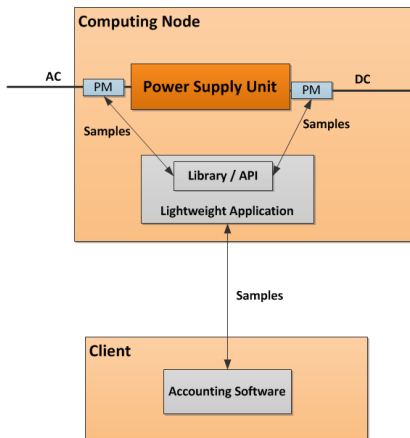 Computing Node
AC
PM
Power Supply Unit
PM
DC
Samples
Samples
Library / API
Lightweight Application
Samples
Client
Accounting Software